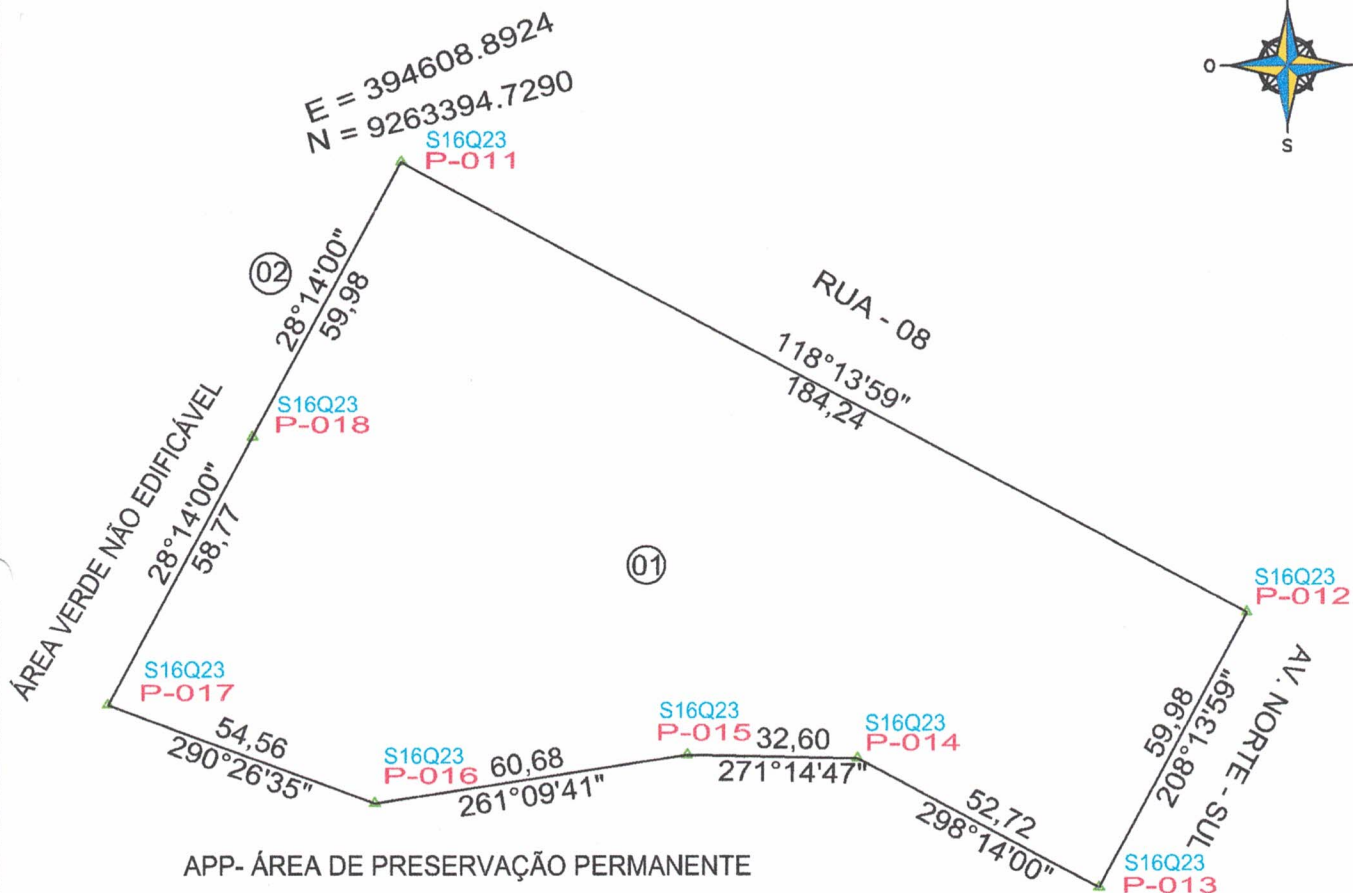 E = 394608.8924
N = 9263394.7290
S16Q23
P-011
O
S
02
28°14'00"
59,98
RUA - 08
118°13'59"
184,24
S16Q23
P-018
ÁREA VERDE NÃO EDIFICÁVEL
28°14'00"
58,77
01
S16Q23
P-012
AV. NORTE - SUL
59,98
208°13'59"
S16Q23
P-017
54,56
290°26'35"
S16Q23
P-016
60,68
261°09'41"
S16Q23
P-015
32,60
271°14'47"
S16Q23
P-014
52,72
298°14'00"
S16Q23
P-013
APP- ÁREA DE PRESERVAÇÃO PERMANENTE